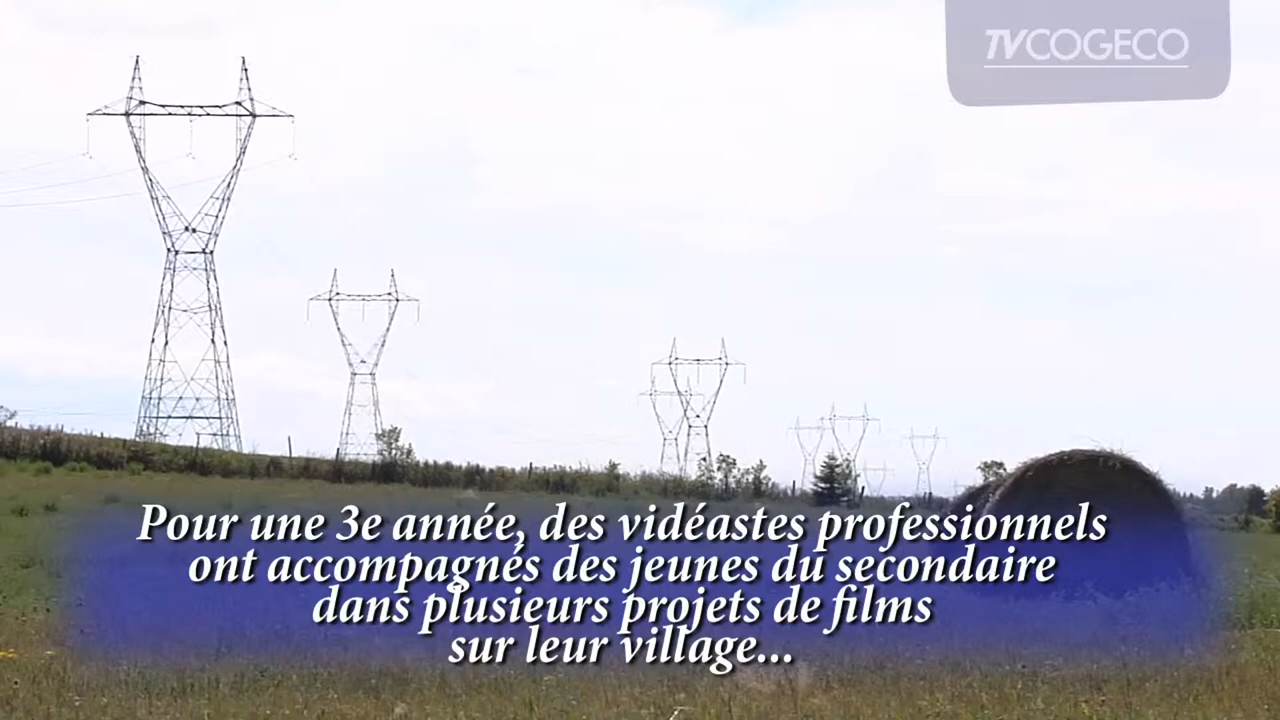 TVCOGECO
Pour une 3e année, des vidéastes professionnels
ont accompagnés des jeunes du secondaire
dans plusieurs projets de films
sur leur village...